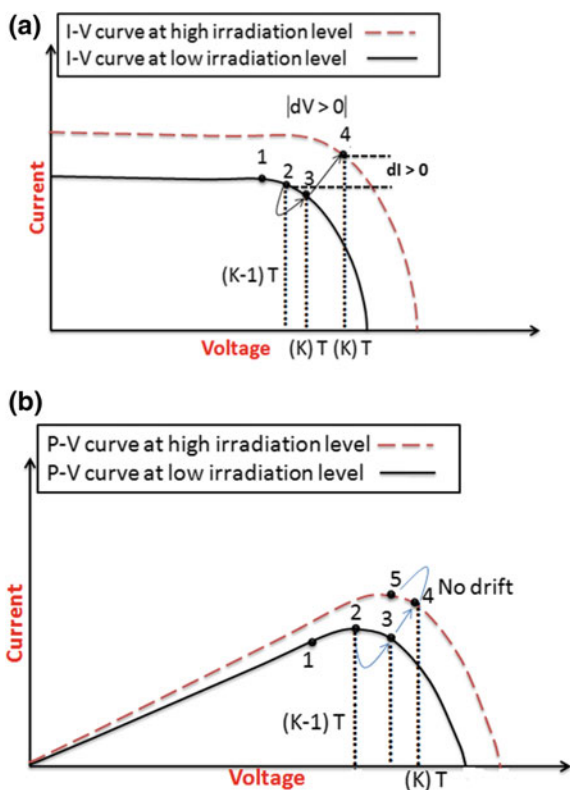 (a)
I-V curve at high irradiation level
I-V curve at low irradiation level
|dV > 0|
4
dI > 0
1
2
3
Current
(K-1) T
Voltage
(K) T (K) T
(b)
P-V curve at high irradiation level
P-V curve at low irradiation level
5
No drift
4
2
3
1
Current
(K-1) T
Voltage
(K) T